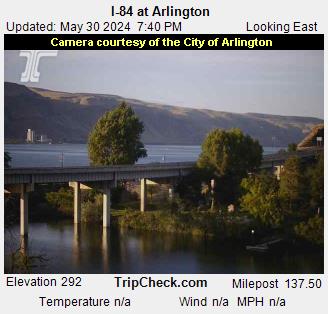 I-84 at Arlington
Updated: May 30 2024 7:40 PM Looking East
Camera courtesy of the City of Arlington
Elevation 292 TripCheck.com Milepost 137.50
Temperature n/a Wind n/a MPH n/a